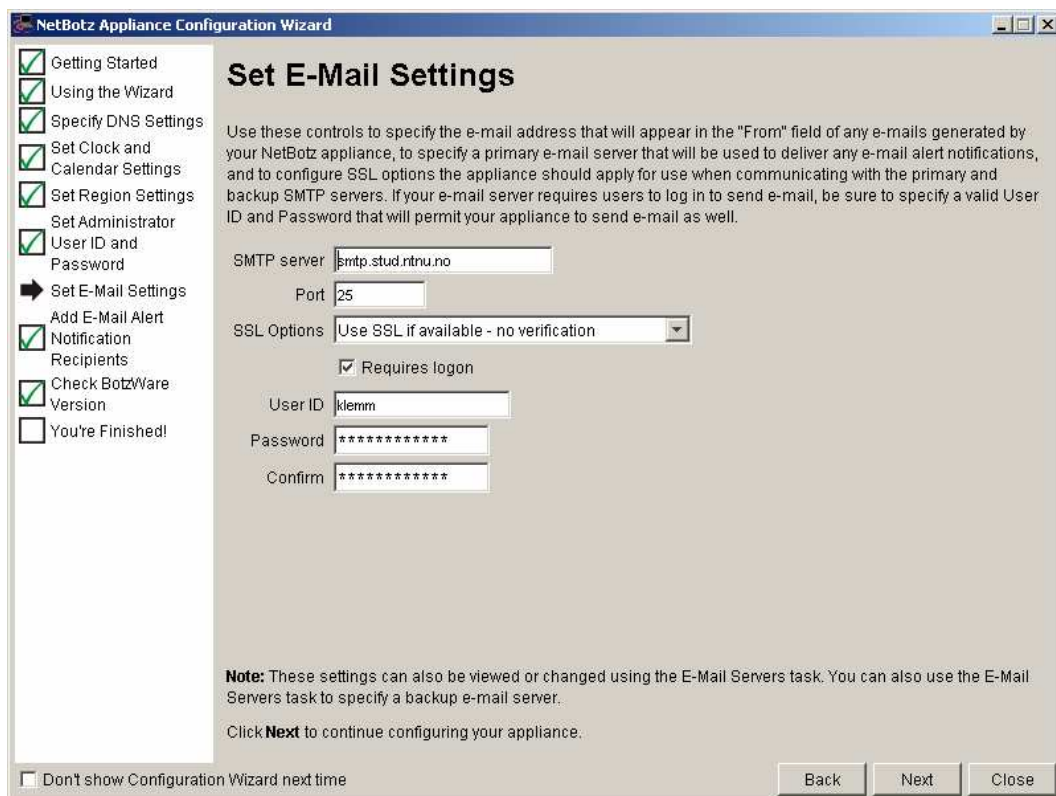 NetBotz Appliance Configuration Wizard
Getting Started
Using the Wizard
Specify DNS Settings
Set Clock and
Calendar Settings
Set Region Settings
Set Administrator
User ID and
Password
Set E-Mail Settings
Add E-Mail Alert
Notification
Recipients
Check BotzWare
Version
You're Finished!
Set E-Mail Settings
Use these controls to specify the e-mail address that will appear in the "From" field of any e-mails generated by
your NetBotz appliance, to specify a primary e-mail server that will be used to deliver any e-mail alert notifications,
and to configure SSL options the appliance should apply for use when communicating with the primary and
backup SMTP servers. If your e-mail server requires users to log in to send e-mail, be sure to specify a valid User
ID and Password that will permit your appliance to send e-mail as well.
SMTP server smtp.stud.ntnu.no
Port 25
SSL Options Use SSL if available - no verification
Requires logon
User ID klemm
Password ************
Confirm ************
Note: These settings can also be viewed or changed using the E-Mail Servers task. You can also use the E-Mail
Servers task to specify a backup e-mail server.
Click Next to continue configuring your appliance.
Don't show Configuration Wizard next time
Back Next Close